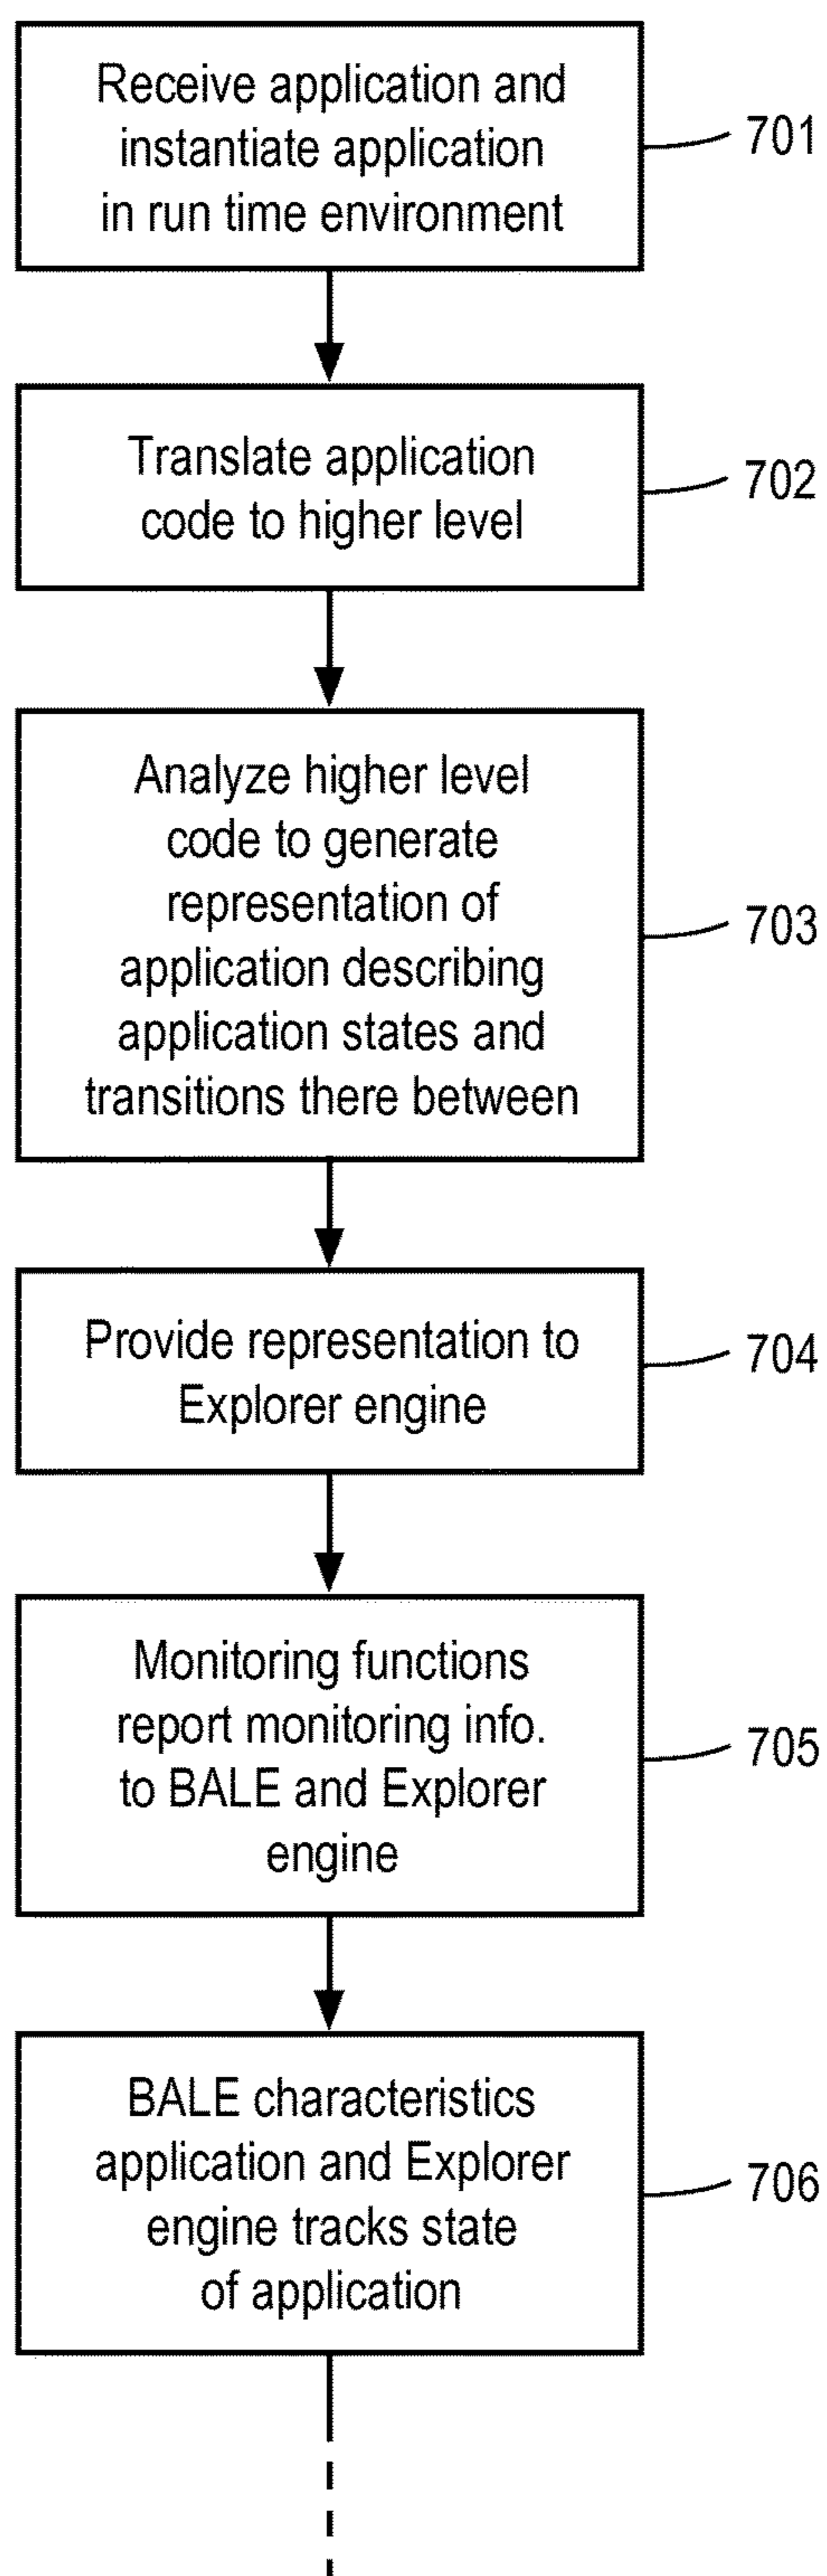 Receive application and
instantiate application
in run time environment
701
Translate application
code to higher level
702
Analyze higher level
code to generate
representation of
application describing
application states and
transitions there between
703
Provide representation to
Explorer engine
704
Monitoring functions
report monitoring info.
to BALE and Explorer
engine
705
BALE characteristics
application and Explorer
engine tracks state
of application
706